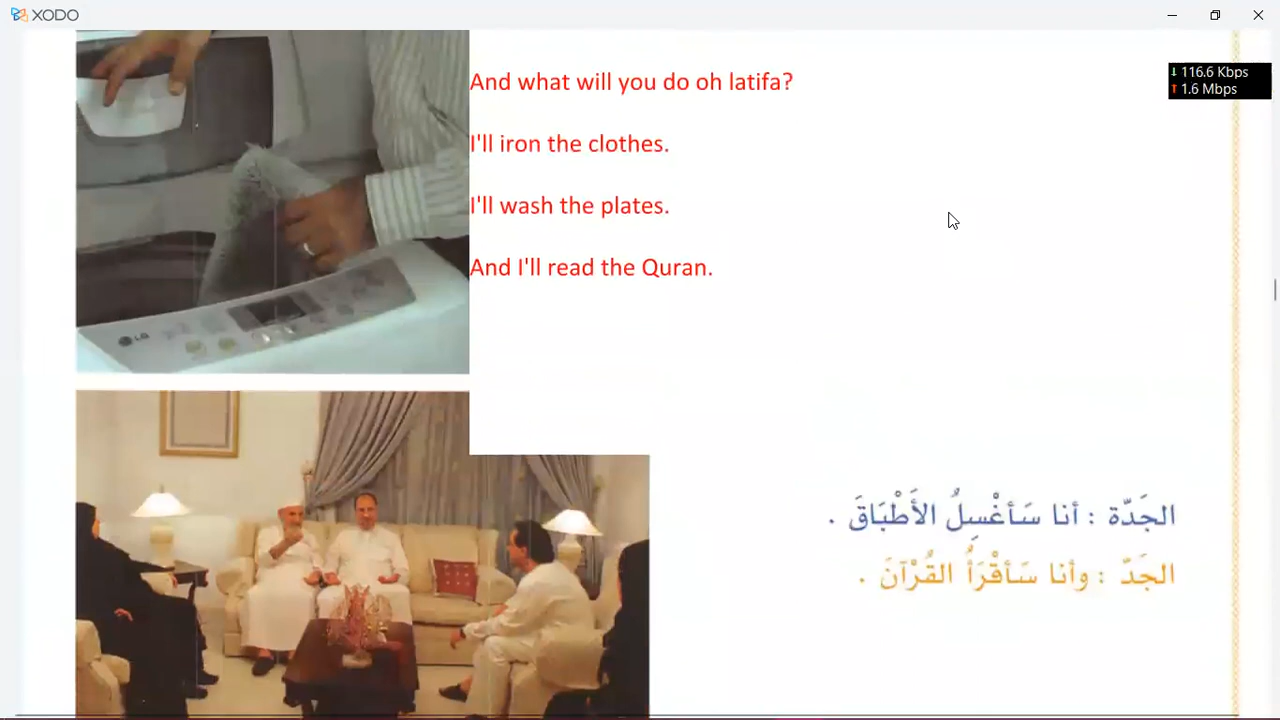 XODO
↓ 116.6 Kbps
↑ 1.6 Mbps
And what will you do oh latifa?
I'll iron the clothes.
I'll wash the plates.
And I'll read the Quran.
LG
الجَدّة : أنا سَأغْسِلُ الأَطْبَاقَ .
الجَدّ : وأنا سَأقْرَأُ القُرْآنَ .